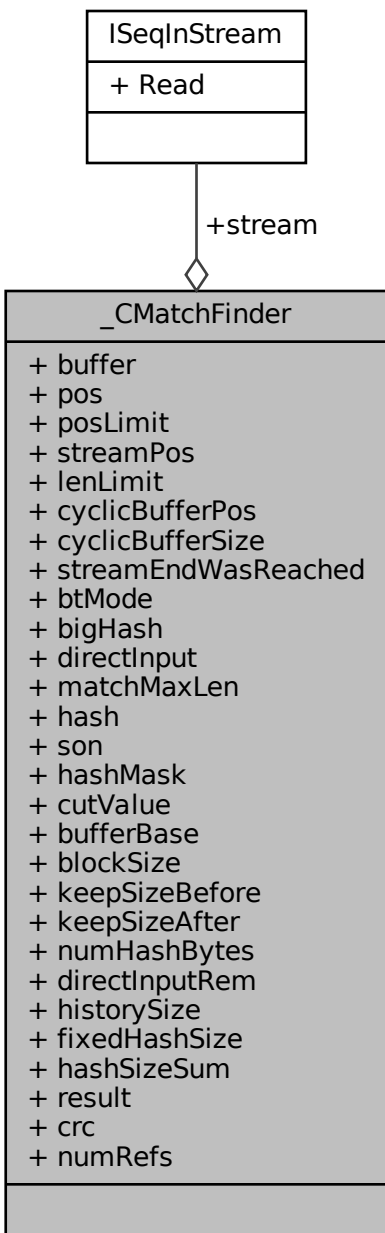 ISeqInStream
+ Read
+stream
_CMatchFinder
+ buffer
+ pos
+ posLimit
+ streamPos
+ lenLimit
+ cyclicBufferPos
+ cyclicBufferSize
+ streamEndWasReached
+ btMode
+ bigHash
+ directInput
+ matchMaxLen
+ hash
+ son
+ hashMask
+ cutValue
+ bufferBase
+ blockSize
+ keepSizeBefore
+ keepSizeAfter
+ numHashBytes
+ directInputRem
+ historySize
+ fixedHashSize
+ hashSizeSum
+ result
+ crc
+ numRefs